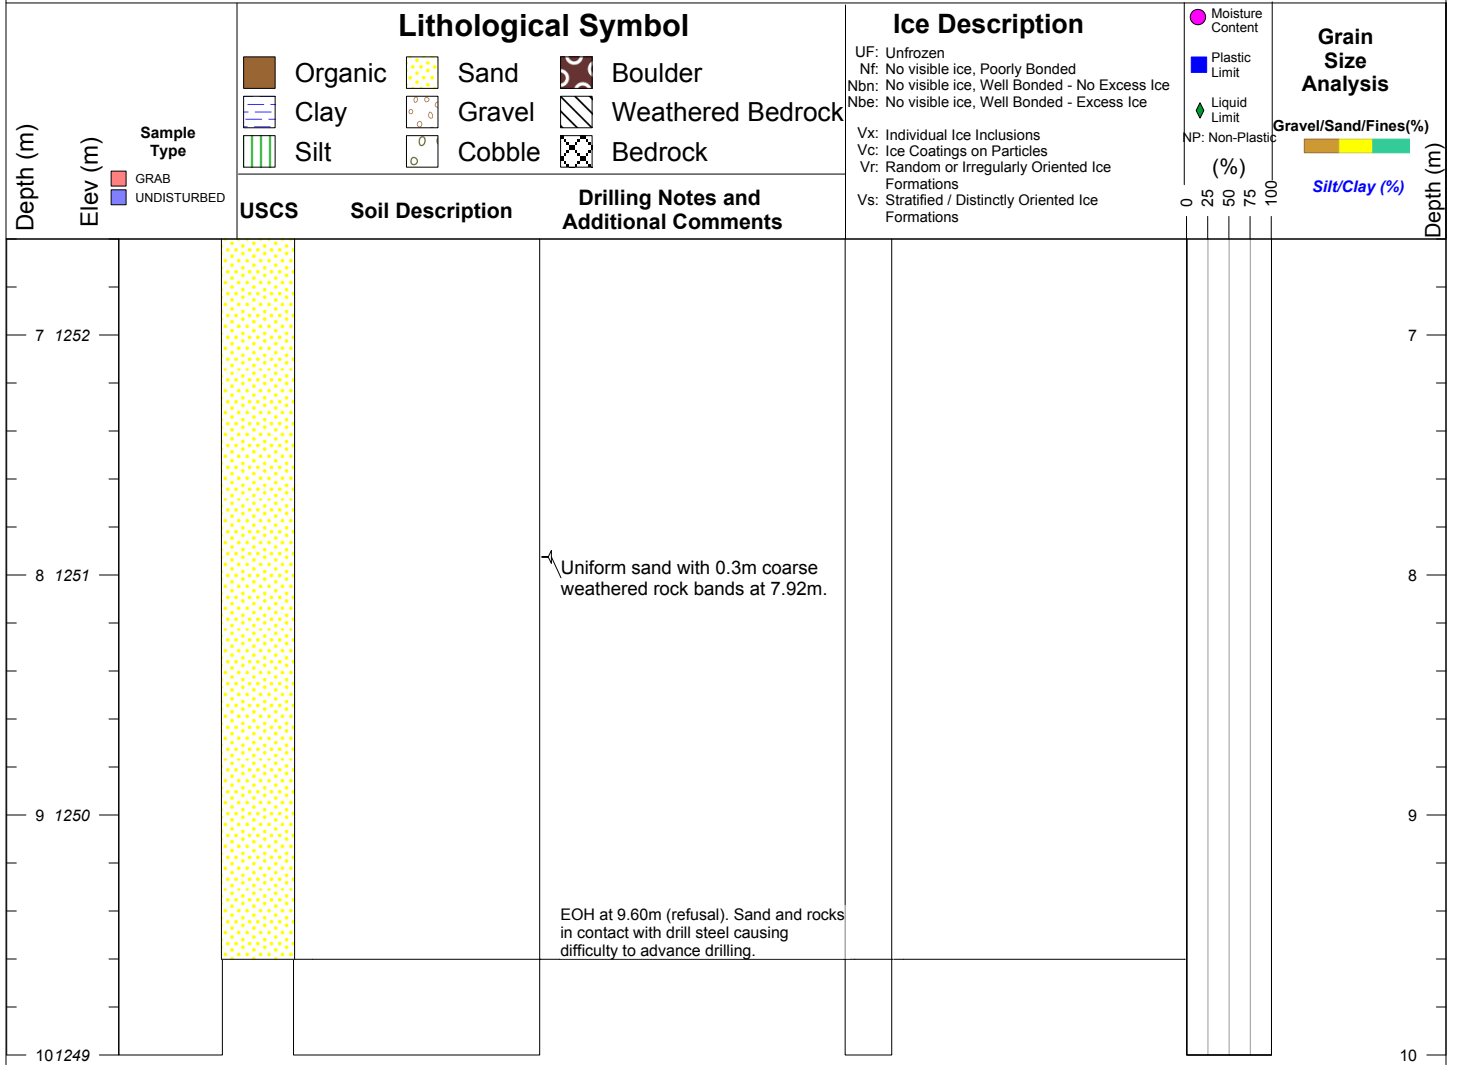 Depth (m)
Elev (m)
Sample
Type
GRAB
UNDISTURBED
Lithological Symbol
Organic
Sand
Boulder
Clay
Gravel
Weathered Bedrock
Silt
Cobble
Bedrock
USCS
Soil Description
Drilling Notes and
Additional Comments
Ice Description
UF: Unfrozen
Nf: No visible ice, Poorly Bonded
Nbn: No visible ice, Well Bonded - No Excess Ice
Nbe: No visible ice, Well Bonded - Excess Ice
Vx: Individual Ice Inclusions
Vc: Ice Coatings on Particles
Vr: Random or Irregularly Oriented Ice
Formations
Vs: Stratified / Distinctly Oriented Ice
Formations
Moisture
Content
Plastic
Limit
Liquid
Limit
NP: Non-Plastic
(%)
0 25 50 75 100
Grain
Size
Analysis
Gravel/Sand/Fines(%)
Silt/Clay (%)
Depth (m)
7 1252
7
Uniform sand with 0.3m coarse
weathered rock bands at 7.92m.
8 1251
8
9 1250
9
EOH at 9.60m (refusal). Sand and rocks
in contact with drill steel causing
difficulty to advance drilling.
10 1249
10